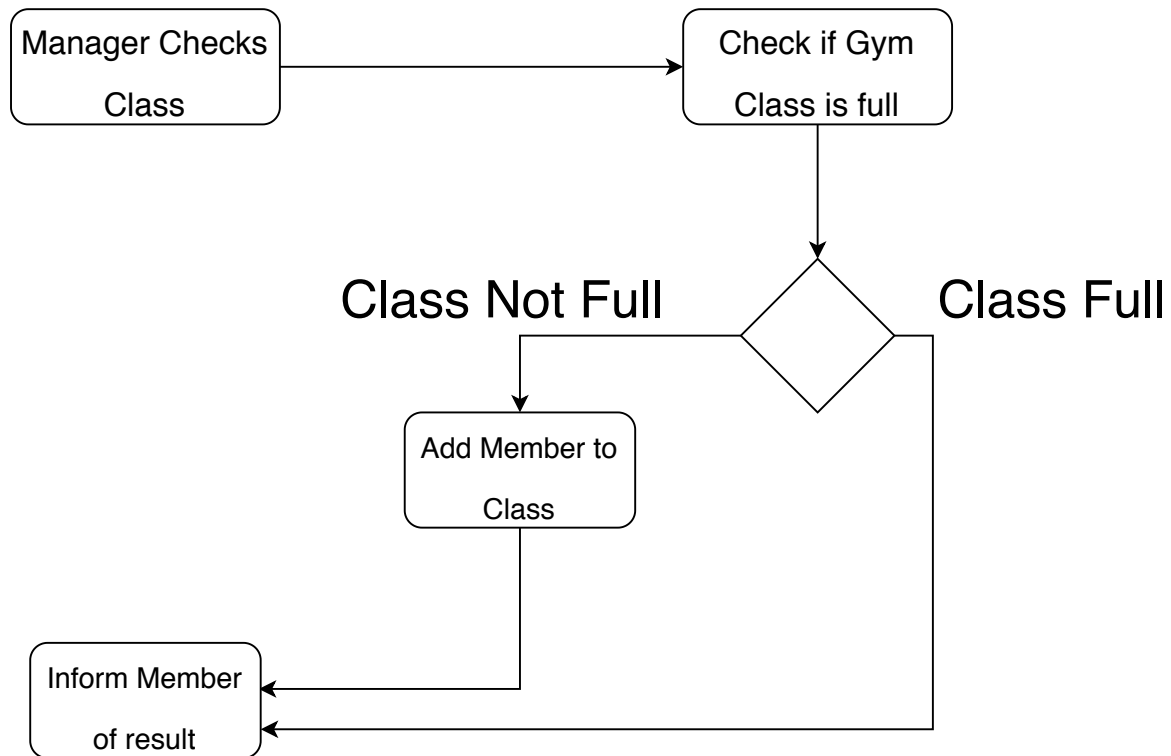 Manager Checks
Class
Check if Gym
Class is full
Class Not Full
Class Full
Add Member to
Class
Inform Member
of result